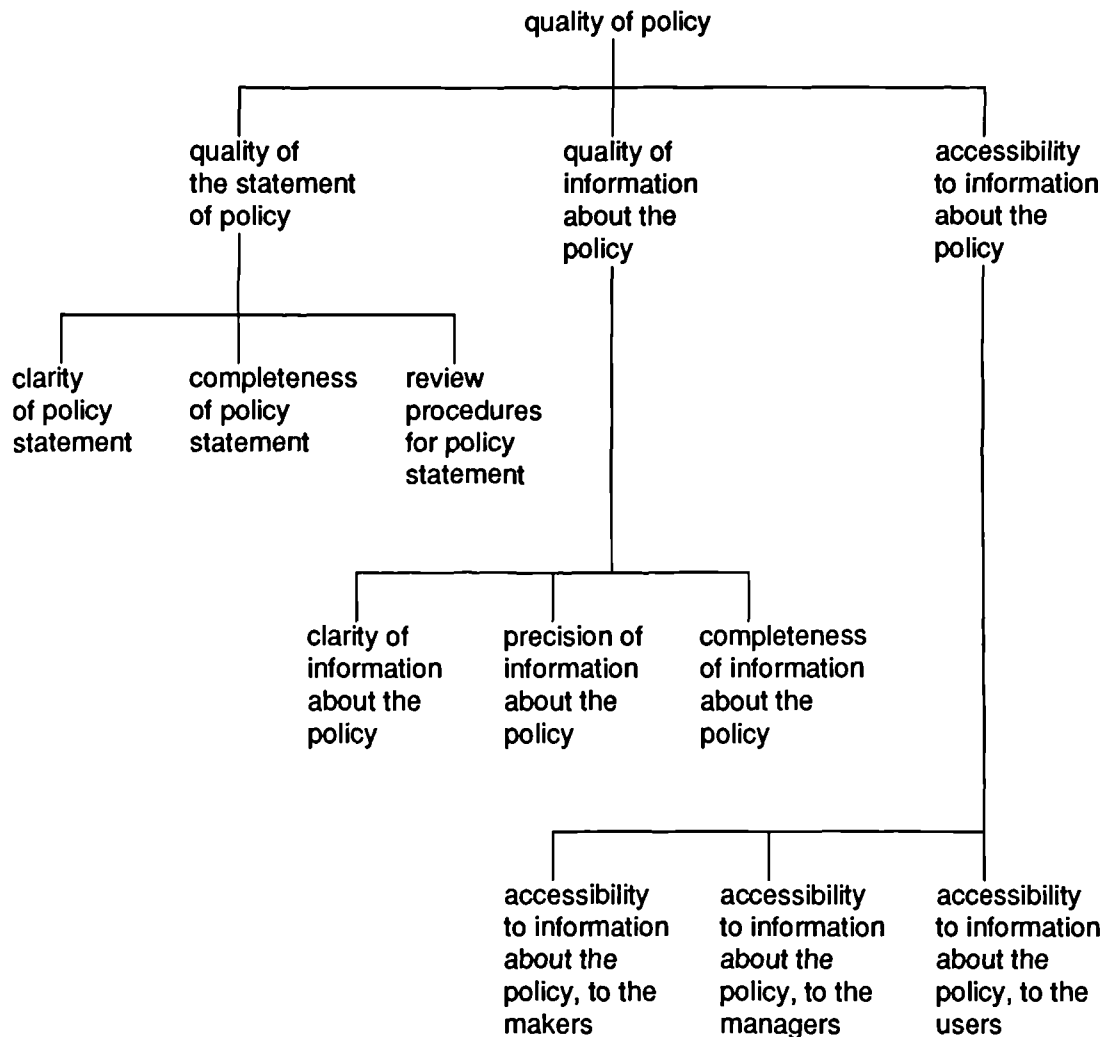 quality of policy
quality of
the statement
of policy
quality of
information
about the
policy
accessibility
to information
about the
policy
clarity
of policy
statement
completeness
of policy
statement
review
procedures
for policy
statement
clarity of
information
about the
policy
precision of
information
about the
policy
completeness
of information
about the
policy
accessibility
to information
about the
policy, to the
makers
accessibility
to information
about the
policy, to the
managers
accessibility
to information
about the
policy, to the
users